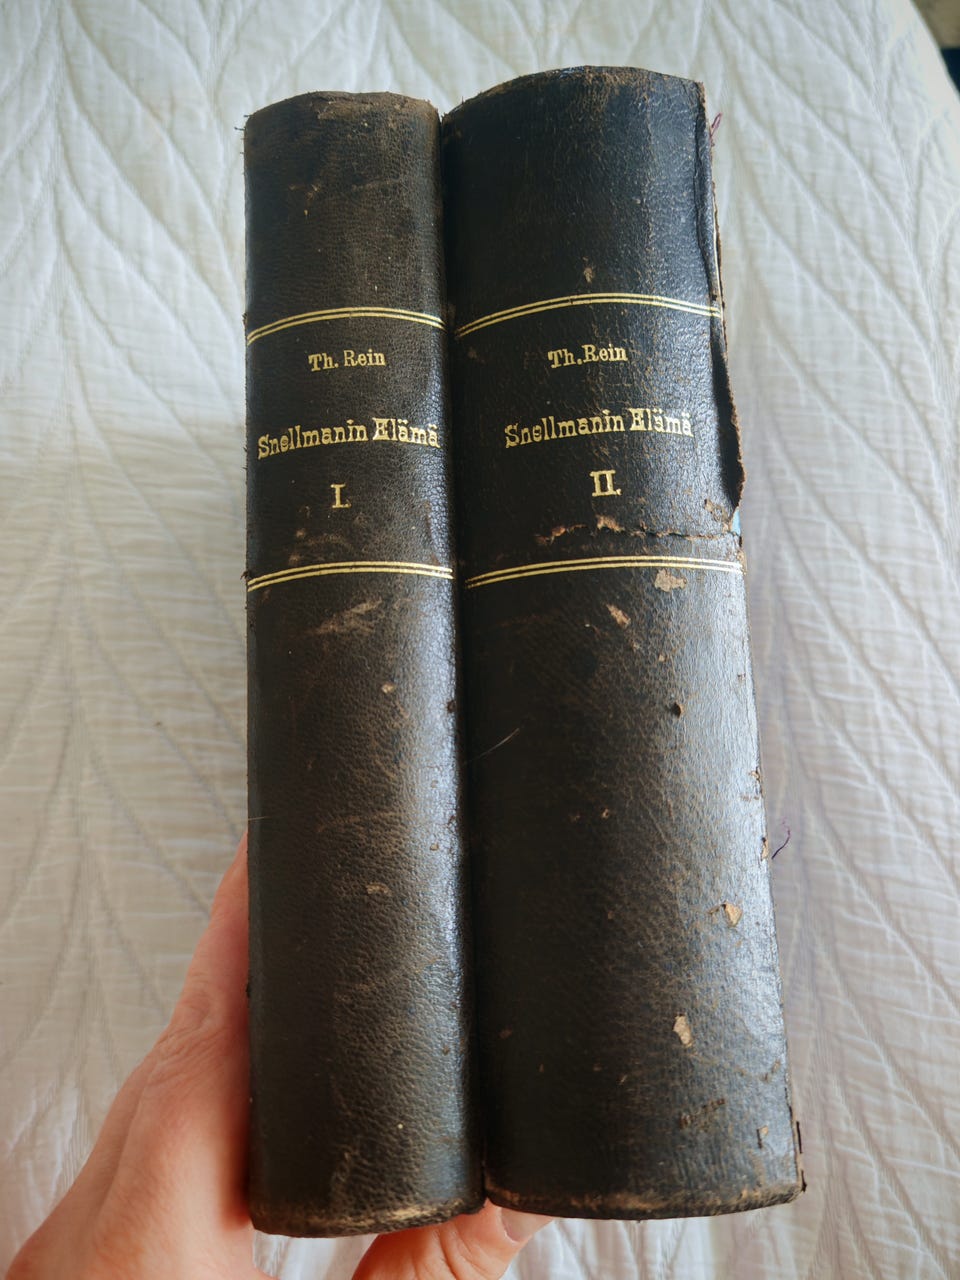 Th. Rein
Snellmanin Elämä
I.
Th. Rein
Snellmanin Elämä
II.